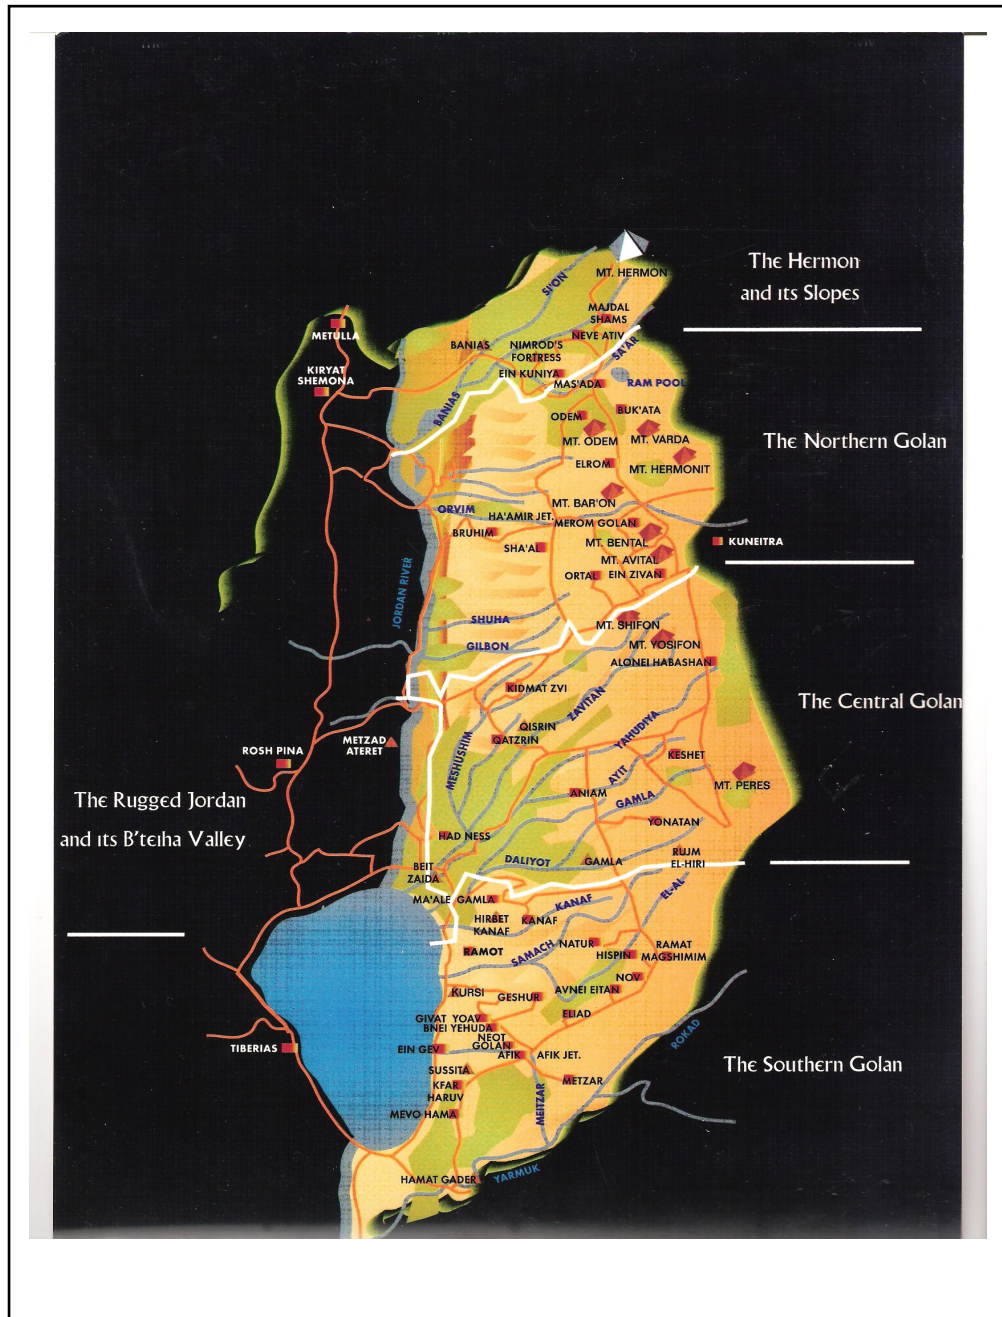 The Hermon
and its Slopes
MT. HERMON
SI'ON
MAJDAL
SHAMS
METULLA
NEVE ATIV
BANIAS
NIMROD'S
FORTRESS
SA'AR
KIRYAT
SHEMONA
EIN KUNIYA
MAS'ADA
RAM POOL
BANIAS
ODEM
BUK'ATA
MT. ODEM
MT. VARDA
The Northern Golan
ELROM
MT. HERMONIT
MT. BAR'ON
ORVIM
HA'AMIR JET.
MEROM GOLAN
BRUHIM
SHA'AL
MT. BENTAL
KUNEITRA
MT. AVITAL
ORTAL
EIN ZIVAN
JORDAN RIVER
SHUHA
MT. SHIFON
GILBON
MT. YOSIFON
ALONEI HABASHAN
KIDMAT ZVI
ZAVITAN
The Central Golan
QISRIN
QATZRIN
YAHUDIYA
METZAD
ATERET
ROSH PINA
MESHUSHIM
KESHET
AYIT
MT. PERES
ANIAM
GAMLA
The Rugged Jordan
and its B'teiha Valley
YONATAN
HAD NESS
DALIYOT
GAMLA
RUJM
EL-HIRI
BEIT
ZAIDA
EL-AL
MA'ALE GAMLA
KANAF
HIRBET
KANAF
KANAF
RAMOT
SAMACH
NATUR
HISPIN
RAMAT
MAGSHIMIM
NOV
KURSI
GESHUR
AVNEI EITAN
ELIAD
GIVAT YOAV
BNEI YEHUDA
NEOT
GOLAN
ROKAD
TIBERIAS
EIN GEV
AFIK
AFIK JET.
The Southern Golan
SUSSITA
KFAR
HARUV
METZAR
MEVO HAMA
MEITZAR
HAMAT GADER
YARMUK